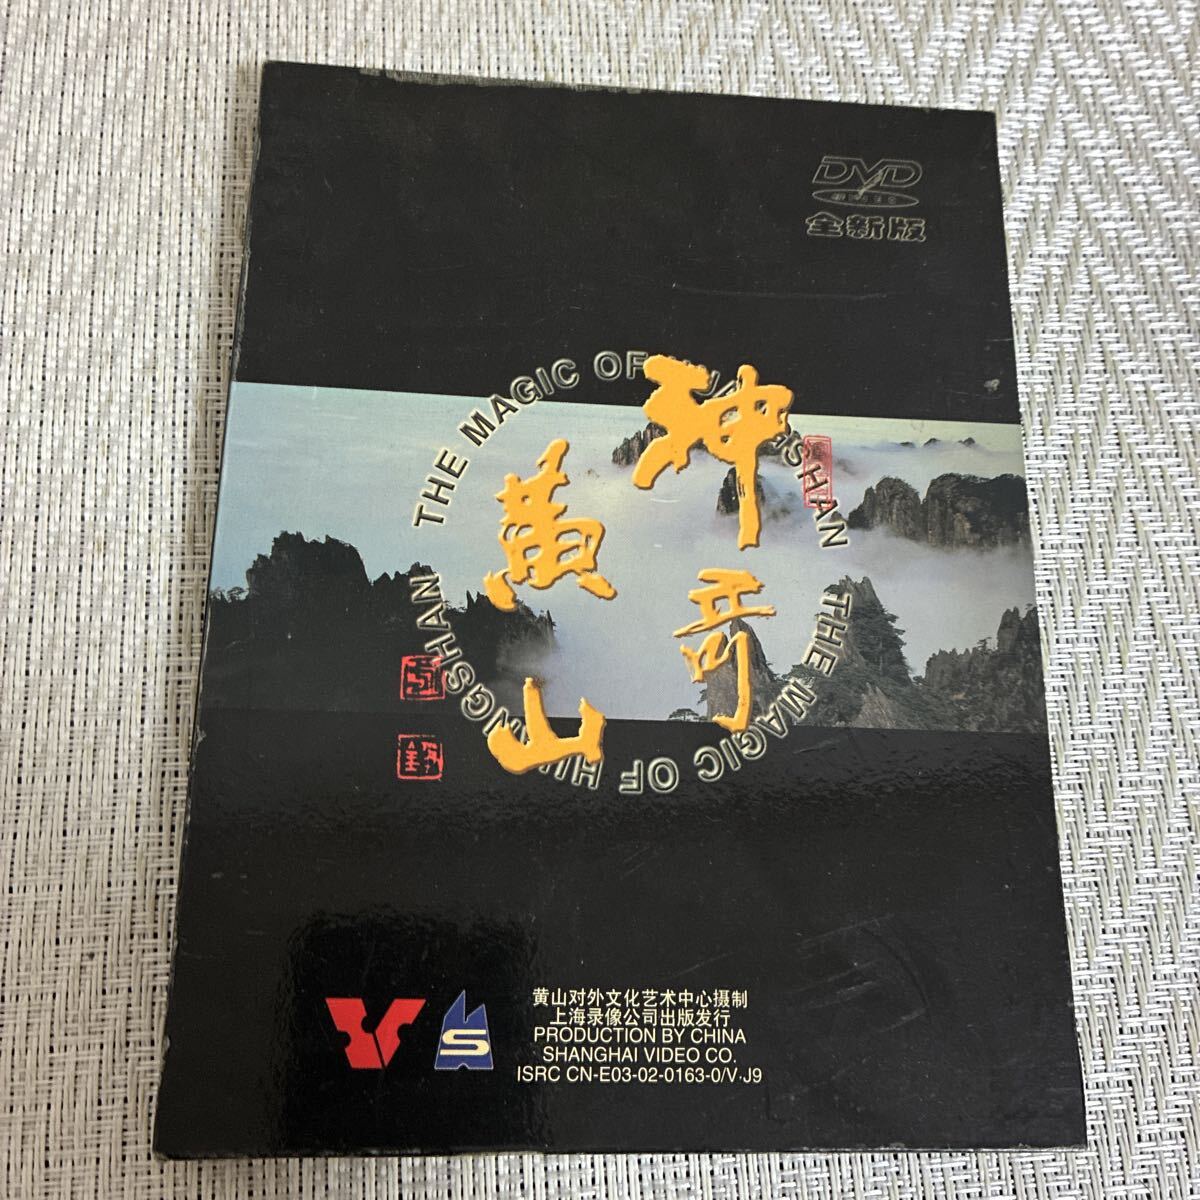 DVD
VIDEO
全新版
THE MAGIC OF HUANGSHAN THE MAGIC OF HUANGSHAN
神奇
黄山
黄山对外文化艺术中心摄制
上海录像公司出版发行
PRODUCTION BY CHINA
SHANGHAI VIDEO CO.
ISRC CN-E03-02-0163-0/V·J9
S